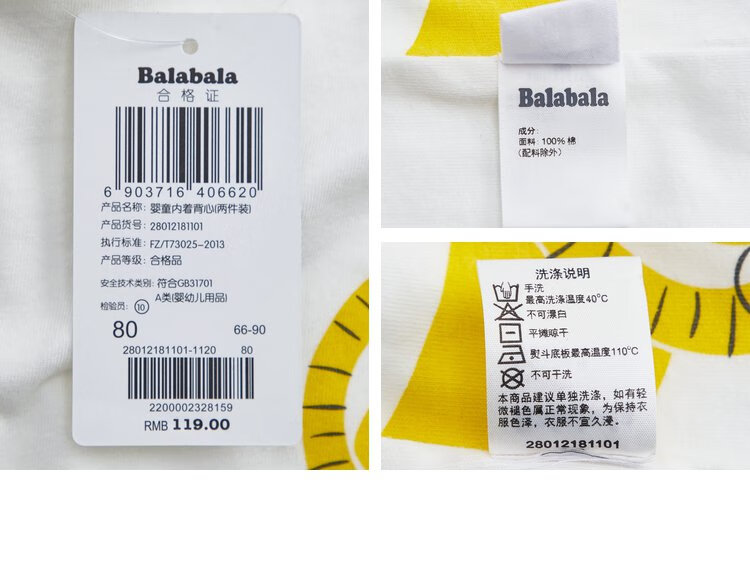 Balabala
合格证
6 903716 406620
产品名称: 婴童内着背心(两件装)
产品货号: 28012181101
执行标准: FZ/T73025-2013
产品等级: 合格品
安全技术类别: 符合GB31701
A类(婴幼儿用品)
检验员: 10
80 66-90
28012181101-1120 80
2200002328159
RMB 119.00
Balabala
成分:
面料: 100% 棉
(配料除外)
洗涤说明
手洗
最高洗涤温度40°C
不可漂白
平摊晾干
熨斗底板最高温度110°C
不可干洗
本商品建议单独洗涤，如有轻
微褪色属正常现象，为保持衣
服色泽，衣服不宜久浸。
28012181101